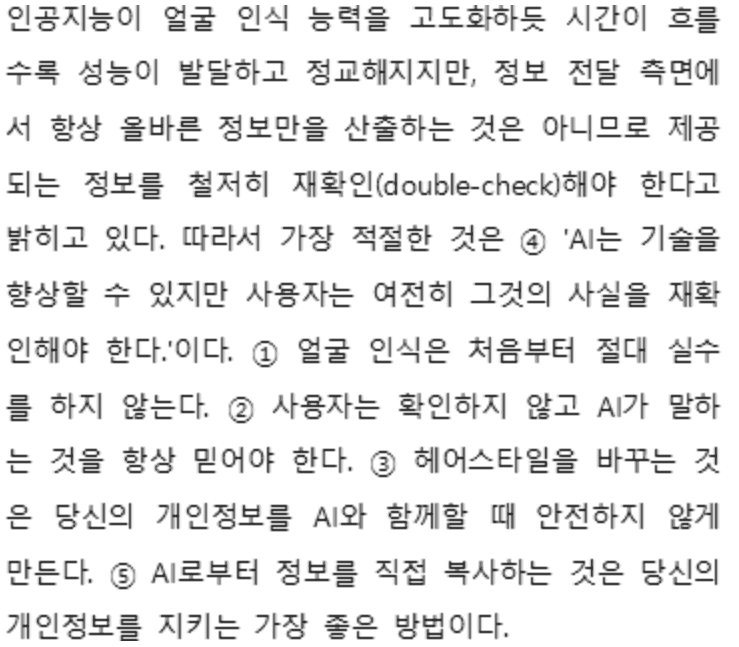 인공지능이 얼굴 인식 능력을 고도화하듯 시간이 흐를
수록 성능이 발달하고 정교해지지만, 정보 전달 측면에
서 항상 올바른 정보만을 산출하는 것은 아니므로 제공
되는 정보를 철저히 재확인(double-check)해야 한다고
밝히고 있다. 따라서 가장 적절한 것은 ④ 'AI는 기술을
향상할 수 있지만 사용자는 여전히 그것의 사실을 재확
인해야 한다.'이다. ① 얼굴 인식은 처음부터 절대 실수
를 하지 않는다. ② 사용자는 확인하지 않고 AI가 말하
는 것을 항상 믿어야 한다. ③ 헤어스타일을 바꾸는 것
은 당신의 개인정보를 AI와 함께할 때 안전하지 않게
만든다. ⑤ AI로부터 정보를 직접 복사하는 것은 당신의
개인정보를 지키는 가장 좋은 방법이다.